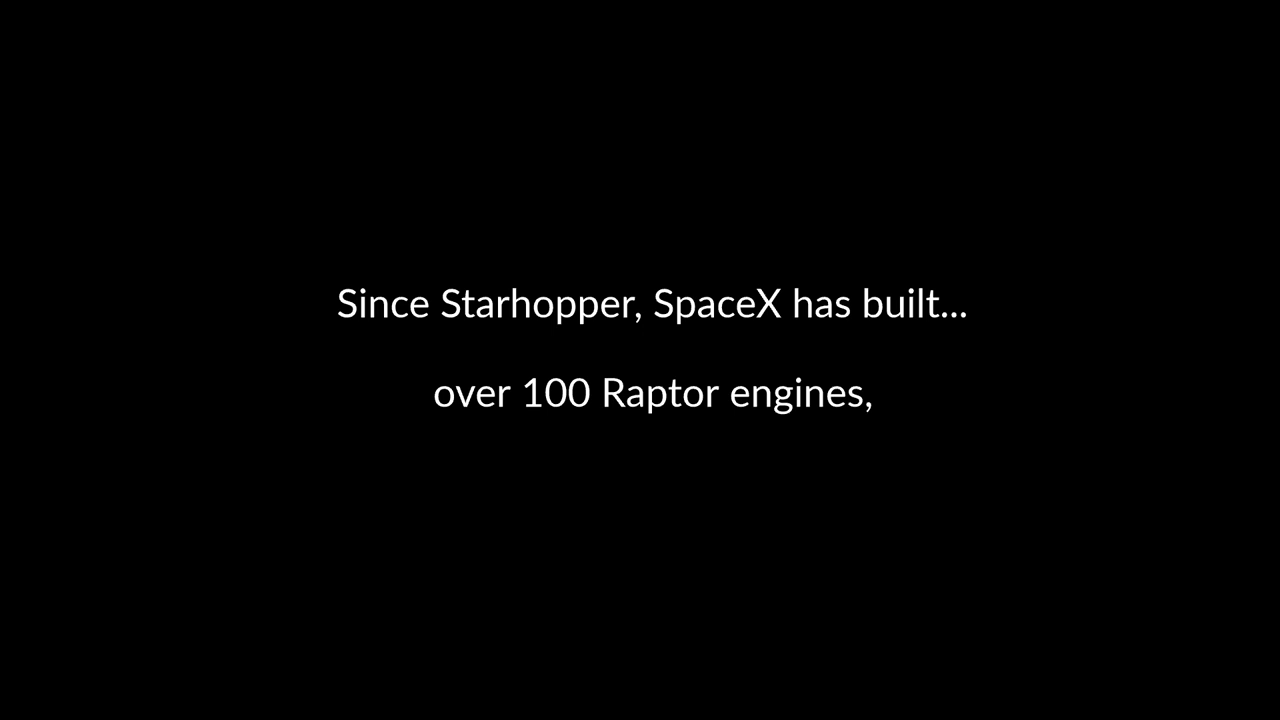 Since Starhopper, SpaceX has built...
over 100 Raptor engines,